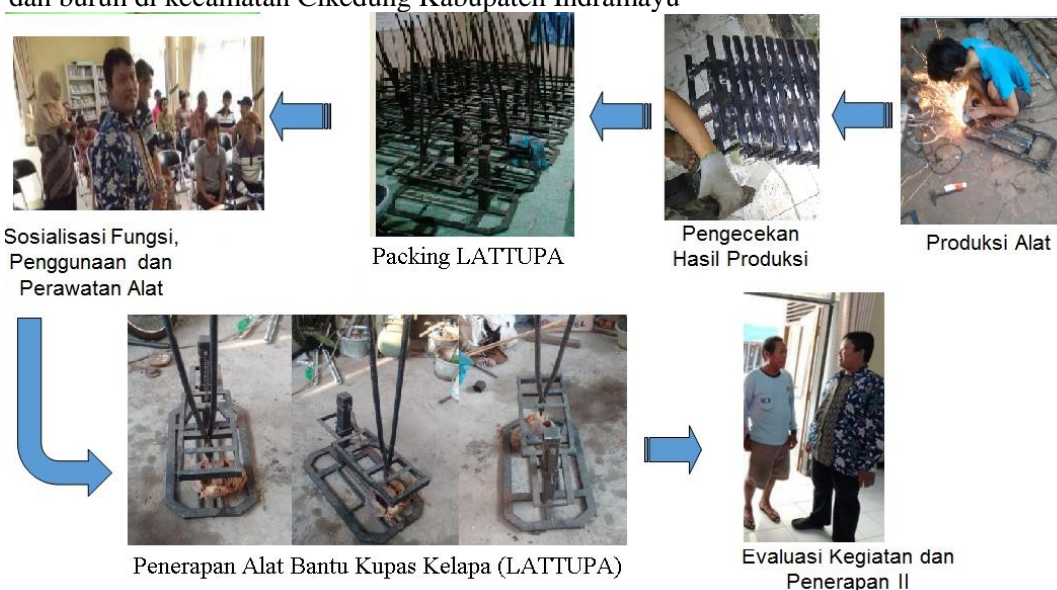 dan buruh di kecamatan Cikedung Kabupaten Indramayu
Sosialisasi Fungsi,
Penggunaan dan
Perawatan Alat
Packing LATTUPA
Pengecekan
Hasil Produksi
Produksi Alat
Penerapan Alat Bantu Kupas Kelapa (LATTUPA)
Evaluasi Kegiatan dan
Penerapan II